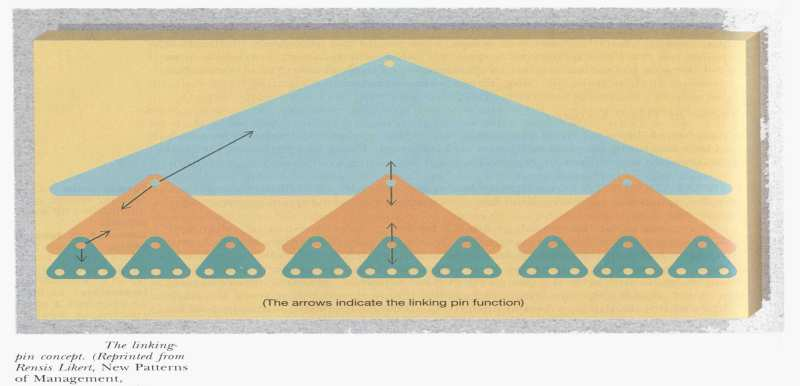 (The arrows indicate the linking pin function)
The linking-
pin concept. (Reprinted from
Rensis Likert, New Patterns
of Management,